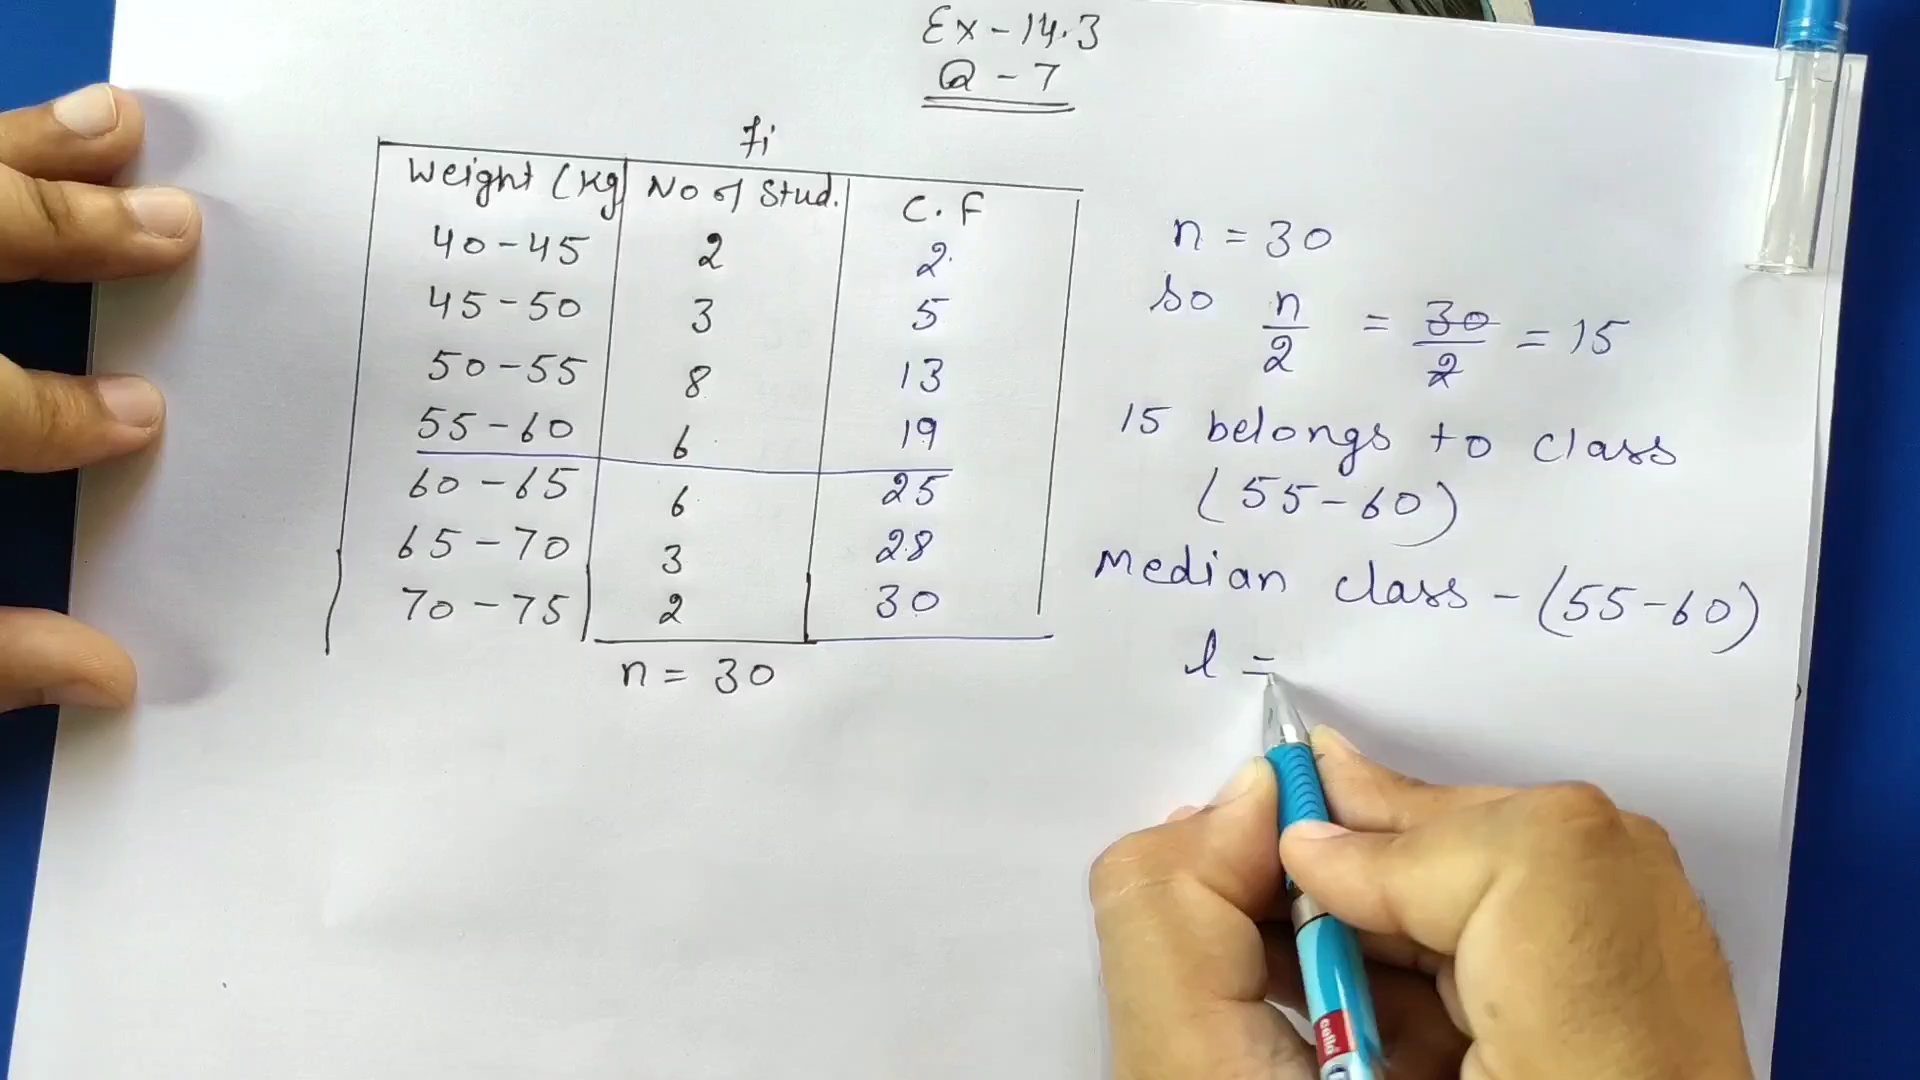 Ex-14.3
Q-7
fi
Weight (Kg) No of Stud. C.F
40-45 2 2
45-50 3 5
50-55 8 13
55-60 6 19
60-65 6 25
65-70 3 28
70-75 2 30
n = 30
n = 30
so n/2 = 30/2 = 15
15 belongs to class
(55-60)
Median class - (55-60)
l =
cello